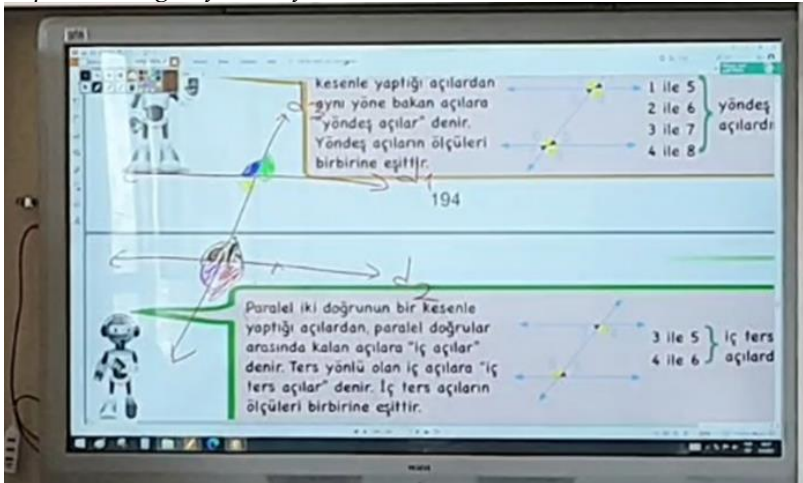 kesenle yaptığı açılardan
aynı yöne bakan açılara
"yöndeş açılar" denir.
Yöndeş açıların ölçüleri
birbirine eşittir.
1 ile 5
2 ile 6
3 ile 7
4 ile 8
yöndeş
açılardı
d1
194
d2
Paralel iki doğrunun bir kesenle
yaptığı açılardan, paralel doğrular
arasında kalan açılara "iç açılar"
denir. Ters yönlü olan iç açılara "iç
ters açılar" denir. İç ters açıların
ölçüleri birbirine eşittir.
3 ile 5
4 ile 6
iç ters
açılard